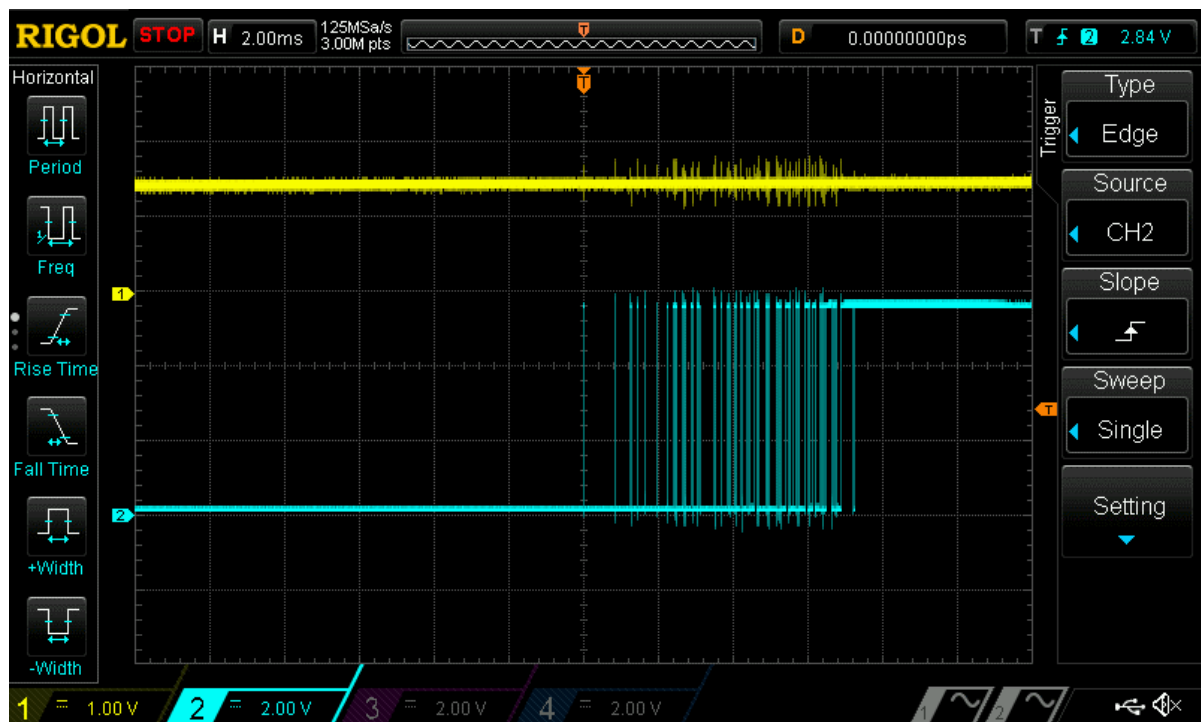 RIGOL STOP H 2.00ms 125MSa/s 3.00M pts T D 0.00000000ps T 2 2.84 V
Horizontal
Period
Freq
Rise Time
Fall Time
+Width
-Width
T
1
2
T
Trigger
Type
Edge
Source
CH2
Slope
Sweep
Single
Setting
1 = 1.00 V 2 = 2.00 V 3 = 2.00 V 4 = 2.00 V 1 2